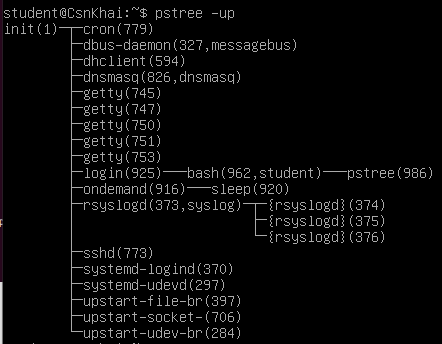 student@CsnKhai:~$ pstree -up
init(1)─┬─cron(779)
        ├─dbus-daemon(327,messagebus)
        ├─dhclient(594)
        ├─dnsmasq(826,dnsmasq)
        ├─getty(745)
        ├─getty(747)
        ├─getty(750)
        ├─getty(751)
        ├─getty(753)
        ├─login(925)───bash(962,student)───pstree(986)
        ├─ondemand(916)───sleep(920)
        ├─rsyslogd(373,syslog)─┬─{rsyslogd}(374)
        │                      ├─{rsyslogd}(375)
        │                      └─{rsyslogd}(376)
        ├─sshd(773)
        ├─systemd-logind(370)
        ├─systemd-udevd(297)
        ├─upstart-file-br(397)
        ├─upstart-socket-(706)
        └─upstart-udev-br(284)